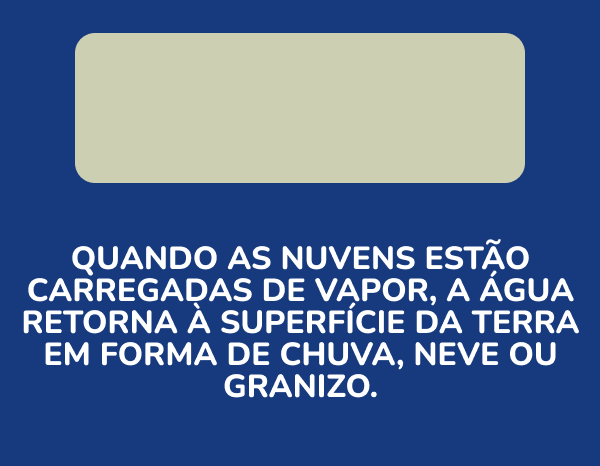 QUANDO AS NUVENS ESTÃO
CARREGADAS DE VAPOR, A ÁGUA
RETORNA À SUPERFÍCIE DA TERRA
EM FORMA DE CHUVA, NEVE OU
GRANIZO.